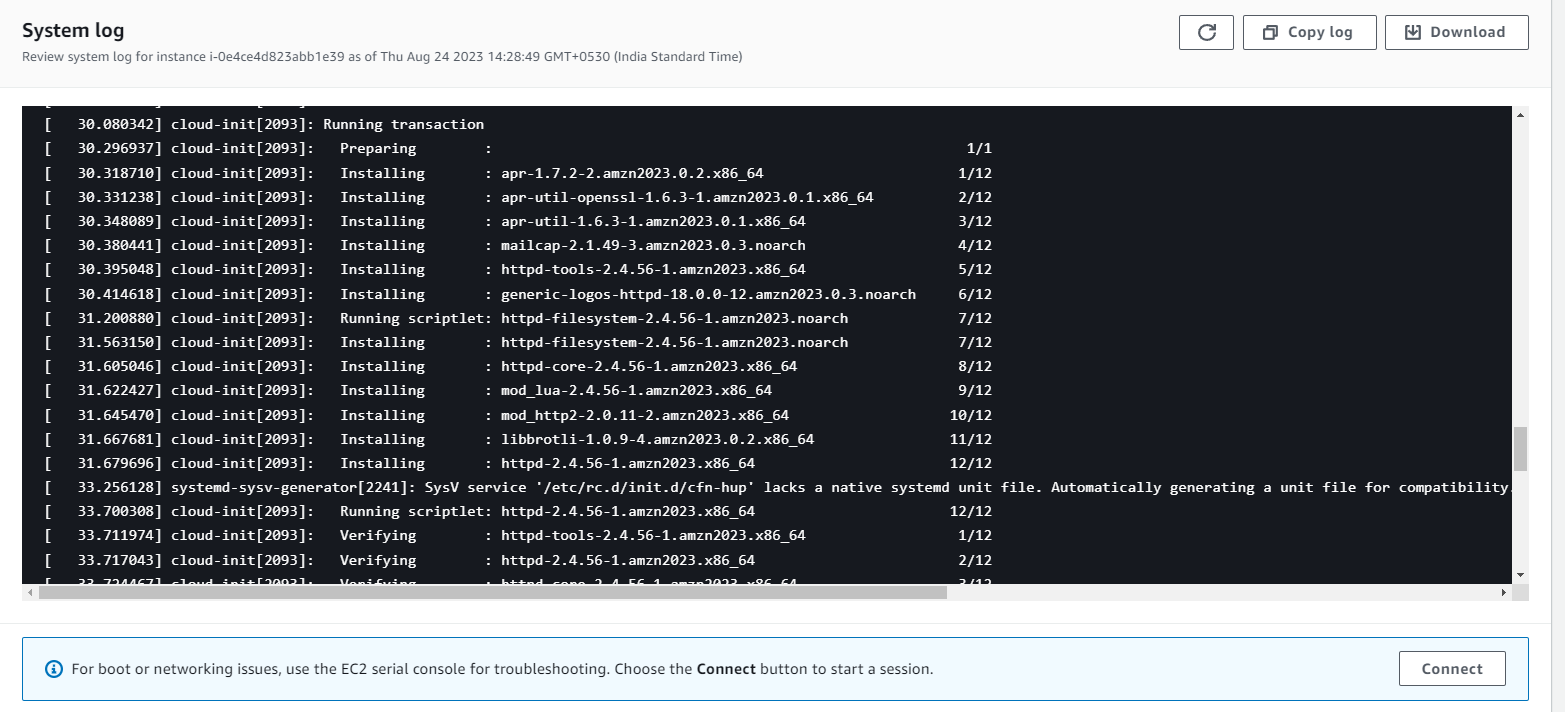 System log
Review system log for instance i-0e4ce4d823abb1e39 as of Thu Aug 24 2023 14:28:49 GMT+0530 (India Standard Time)
Copy log
Download
[   30.080342] cloud-init[2093]: Running transaction
[   30.296937] cloud-init[2093]:   Preparing        :                                                        1/1
[   30.318710] cloud-init[2093]:   Installing       : apr-1.7.2-2.amzn2023.0.2.x86_64                       1/12
[   30.331238] cloud-init[2093]:   Installing       : apr-util-openssl-1.6.3-1.amzn2023.0.1.x86_64          2/12
[   30.348089] cloud-init[2093]:   Installing       : apr-util-1.6.3-1.amzn2023.0.1.x86_64                  3/12
[   30.380441] cloud-init[2093]:   Installing       : mailcap-2.1.49-3.amzn2023.0.3.noarch                  4/12
[   30.395048] cloud-init[2093]:   Installing       : httpd-tools-2.4.56-1.amzn2023.x86_64                  5/12
[   30.414618] cloud-init[2093]:   Installing       : generic-logos-httpd-18.0.0-12.amzn2023.0.3.noarch     6/12
[   31.200880] cloud-init[2093]:   Running scriptlet: httpd-filesystem-2.4.56-1.amzn2023.noarch             7/12
[   31.563150] cloud-init[2093]:   Installing       : httpd-filesystem-2.4.56-1.amzn2023.noarch             7/12
[   31.605046] cloud-init[2093]:   Installing       : httpd-core-2.4.56-1.amzn2023.x86_64                   8/12
[   31.622427] cloud-init[2093]:   Installing       : mod_lua-2.4.56-1.amzn2023.x86_64                      9/12
[   31.645470] cloud-init[2093]:   Installing       : mod_http2-2.0.11-2.amzn2023.x86_64                   10/12
[   31.667681] cloud-init[2093]:   Installing       : libbrotli-1.0.9-4.amzn2023.0.2.x86_64                11/12
[   31.679696] cloud-init[2093]:   Installing       : httpd-2.4.56-1.amzn2023.x86_64                       12/12
[   33.256128] systemd-sysv-generator[2241]: SysV service '/etc/rc.d/init.d/cfn-hup' lacks a native systemd unit file. Automatically generating a unit file for compatibility.
[   33.700308] cloud-init[2093]:   Running scriptlet: httpd-2.4.56-1.amzn2023.x86_64                       12/12
[   33.711974] cloud-init[2093]:   Verifying        : httpd-tools-2.4.56-1.amzn2023.x86_64                  1/12
[   33.717043] cloud-init[2093]:   Verifying        : httpd-2.4.56-1.amzn2023.x86_64                        2/12
[   33.724467] cloud-init[2093]:   Verifying        : httpd-core-2.4.56-1.amzn2023.x86_64                   3/12
For boot or networking issues, use the EC2 serial console for troubleshooting. Choose the Connect button to start a session.
Connect